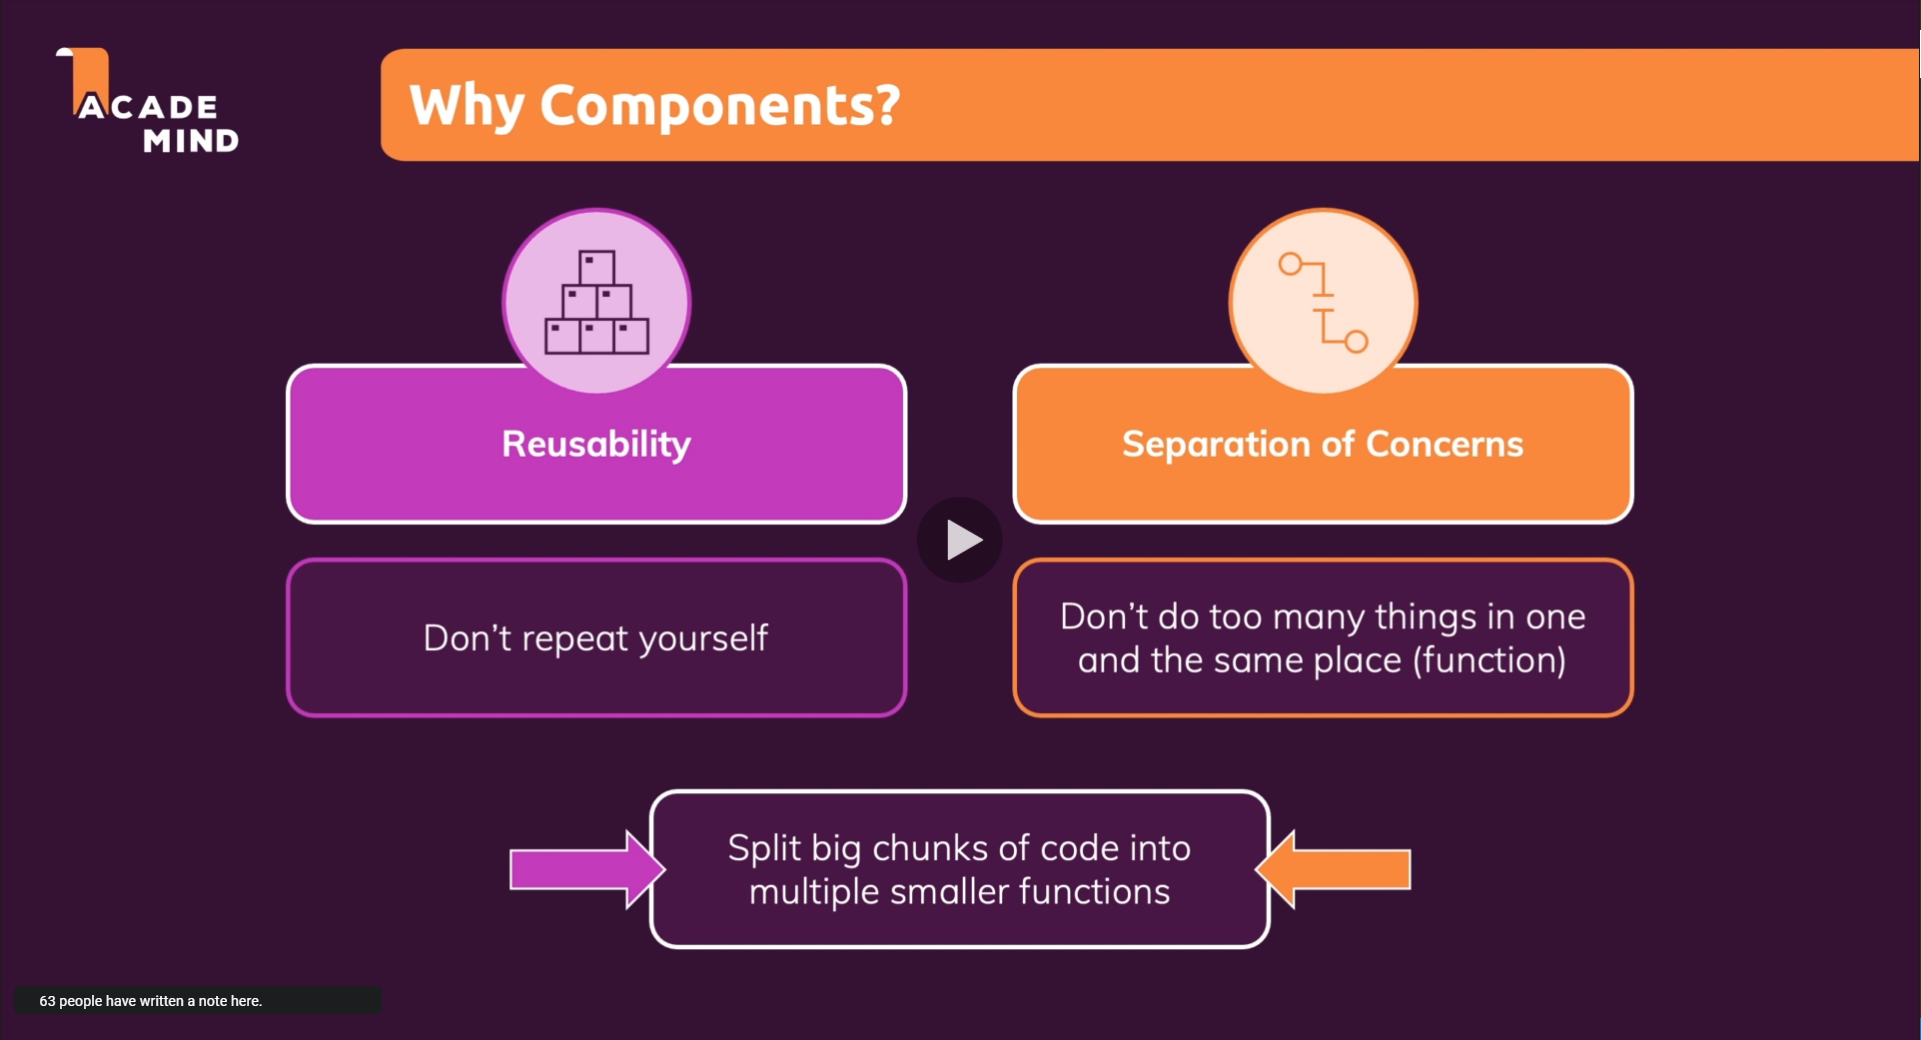 ACADE
MIND
Why Components?
Reusability
Separation of Concerns
Don’t repeat yourself
Don’t do too many things in one
and the same place (function)
Split big chunks of code into
multiple smaller functions
63 people have written a note here.